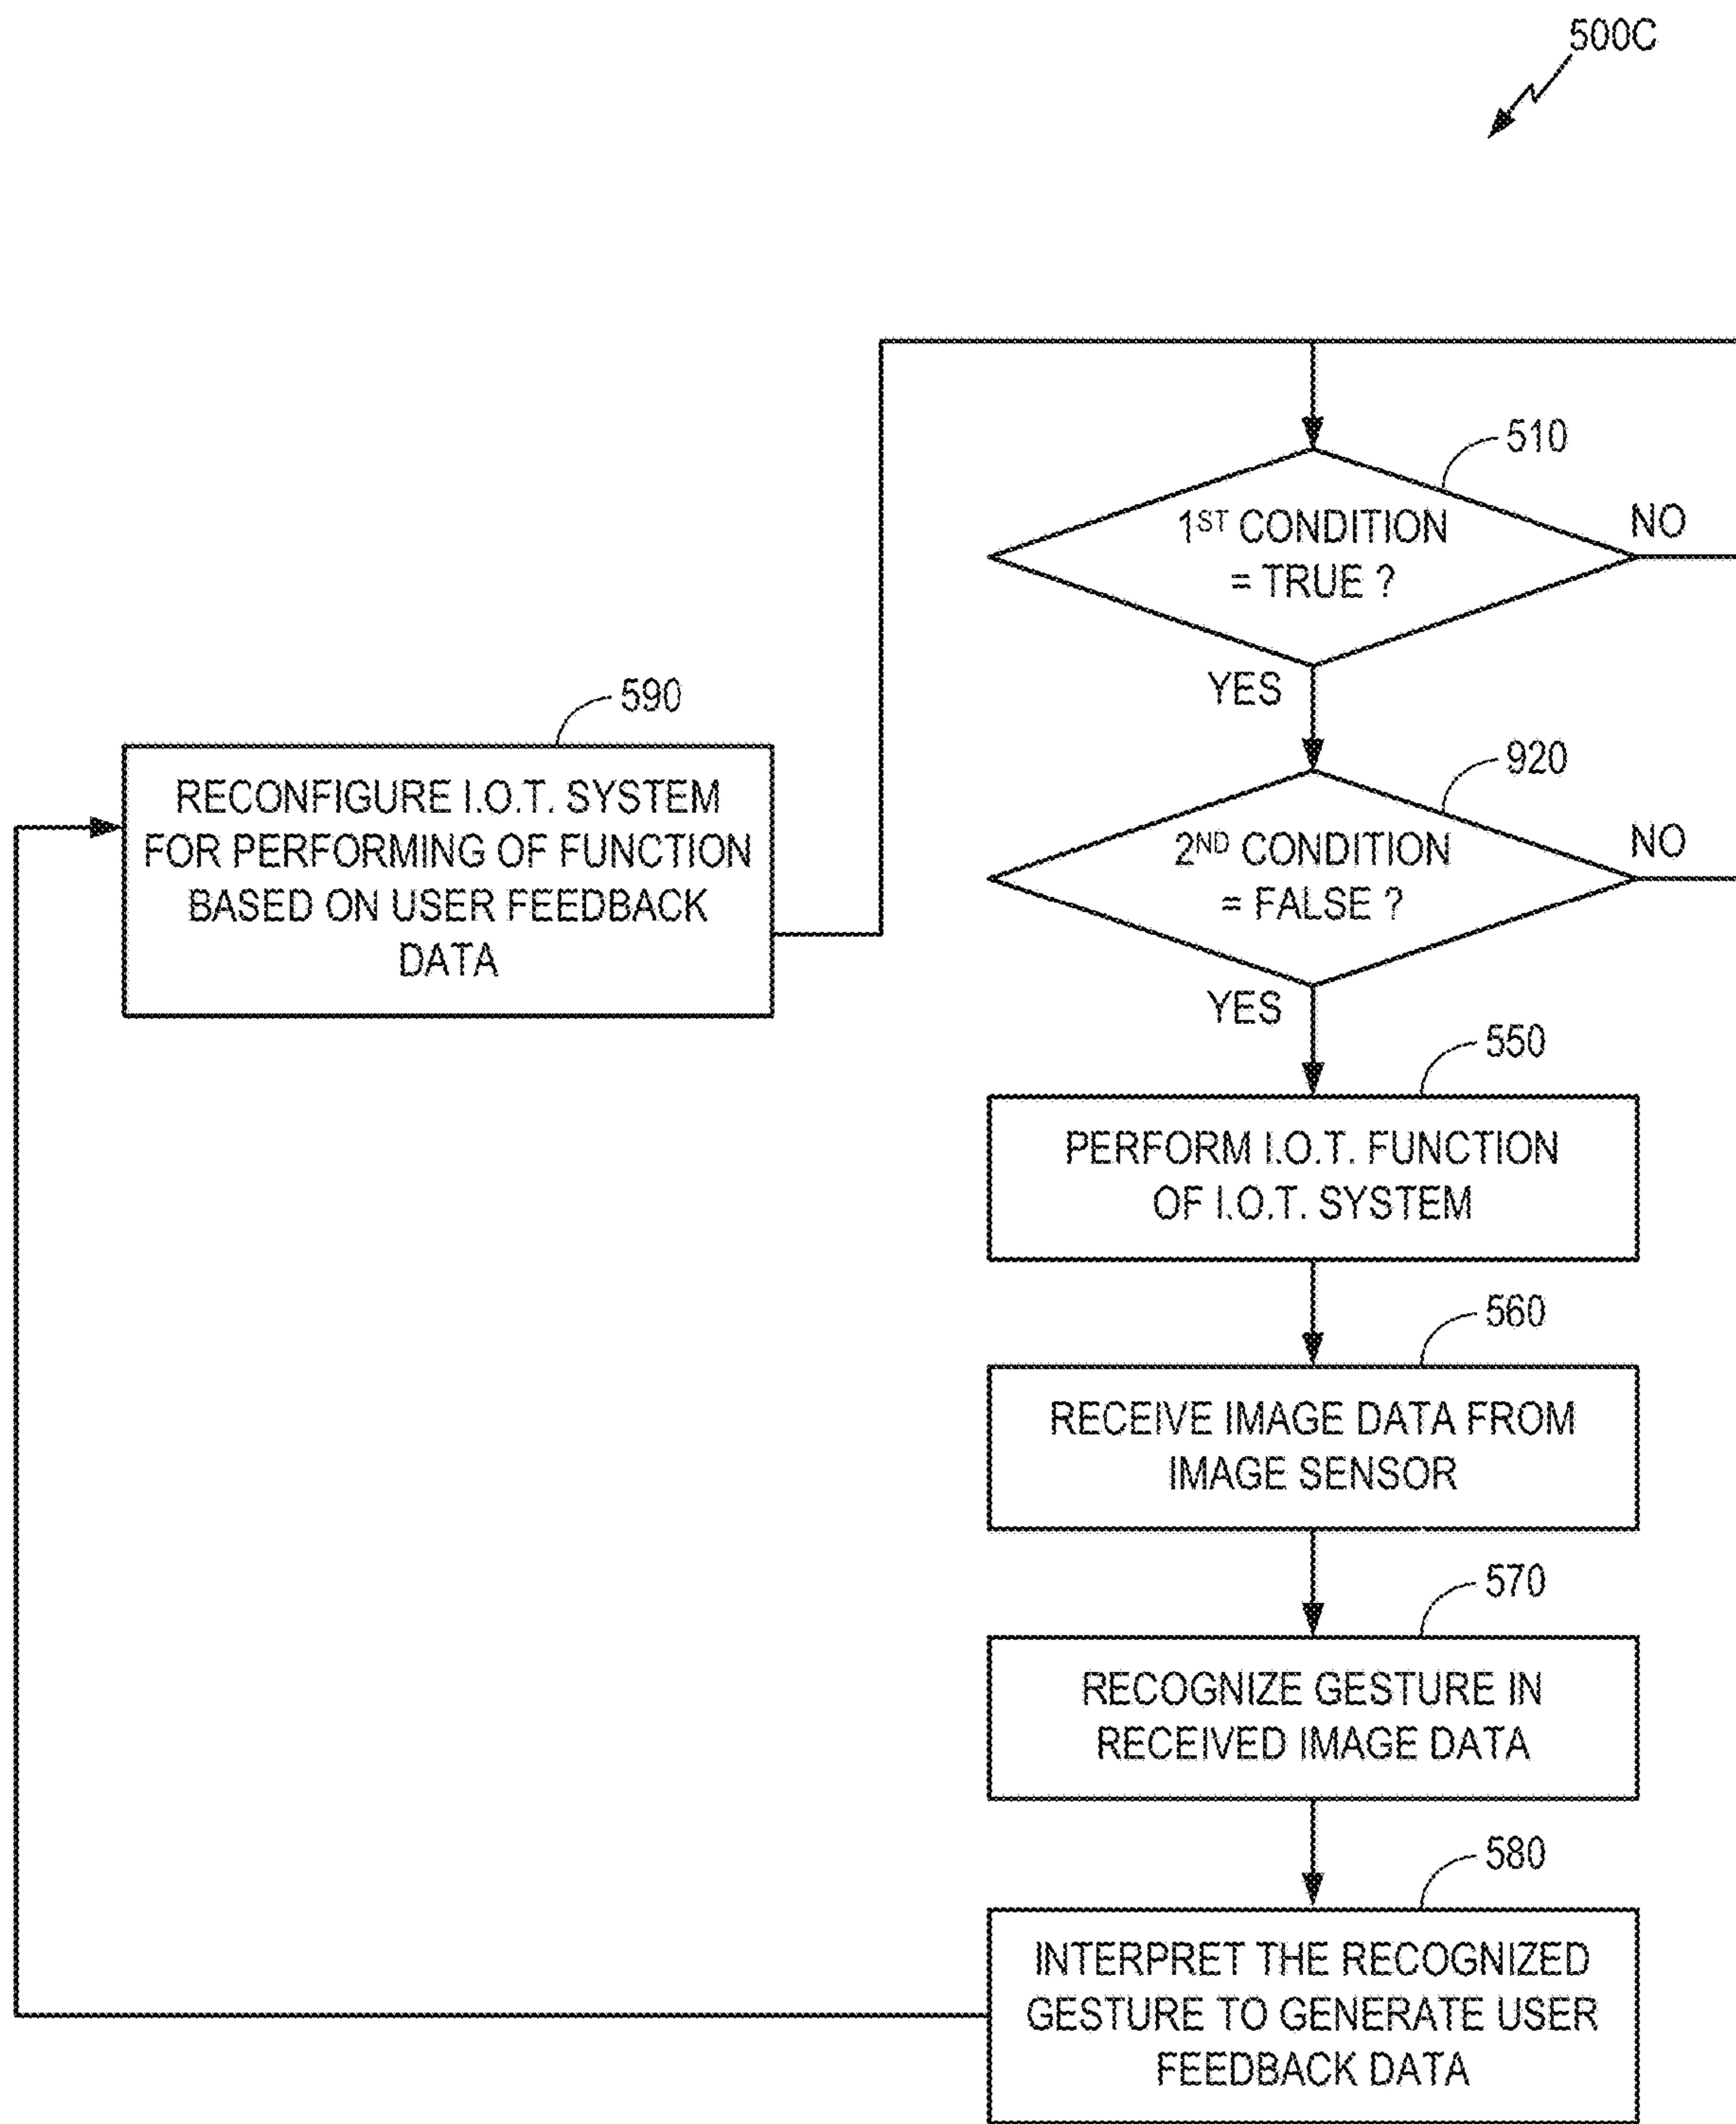 500C
510
1ST CONDITION
= TRUE ?
NO
YES
590
RECONFIGURE I.O.T. SYSTEM
FOR PERFORMING OF FUNCTION
BASED ON USER FEEDBACK
DATA
920
2ND CONDITION
= FALSE ?
NO
YES
550
PERFORM I.O.T. FUNCTION
OF I.O.T. SYSTEM
560
RECEIVE IMAGE DATA FROM
IMAGE SENSOR
570
RECOGNIZE GESTURE IN
RECEIVED IMAGE DATA
580
INTERPRET THE RECOGNIZED
GESTURE TO GENERATE USER
FEEDBACK DATA